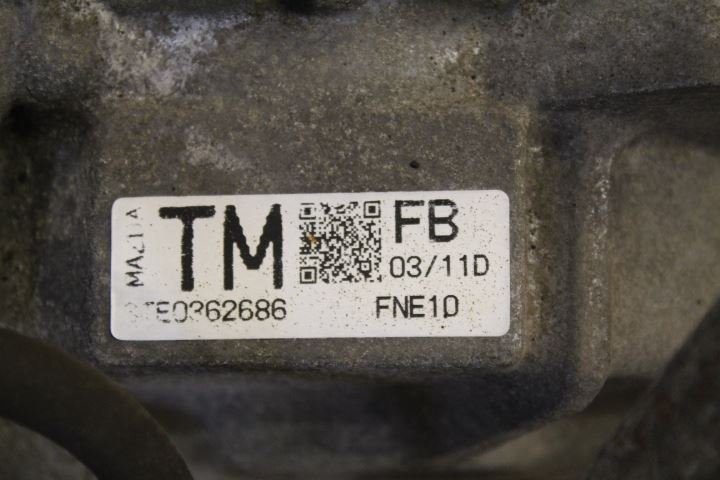 MAZDA
TM
FB
03/11D
FNE10